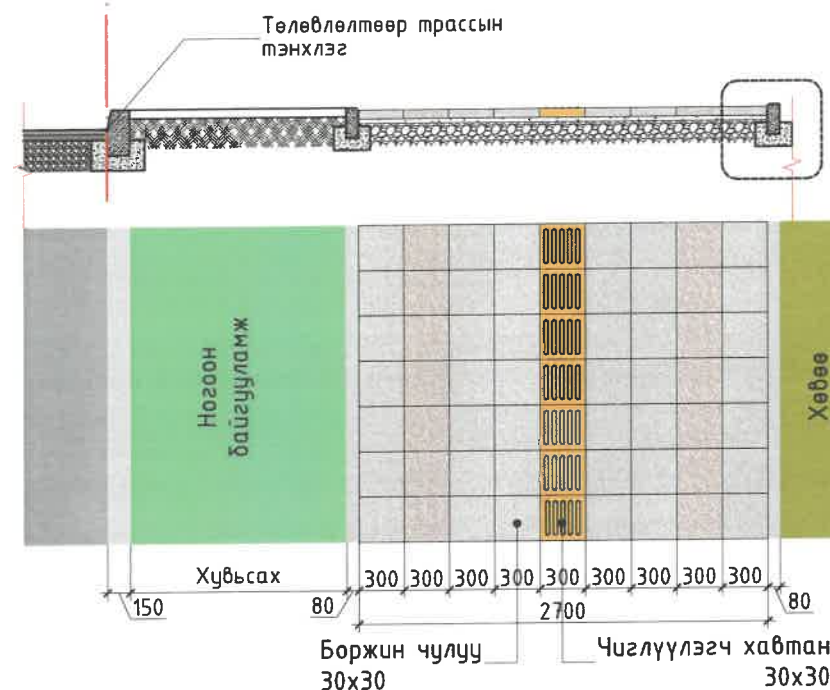 Төлөвлөлтөөр трассын
тэнхлэг
Ногоон
байгууламж
Хөвөө
Хувьсах
300 300 300 300 300 300 300 300 300
150
80
80
2700
Боржин чулуу
30x30
Чиглүүлэгч хавтан
30x30